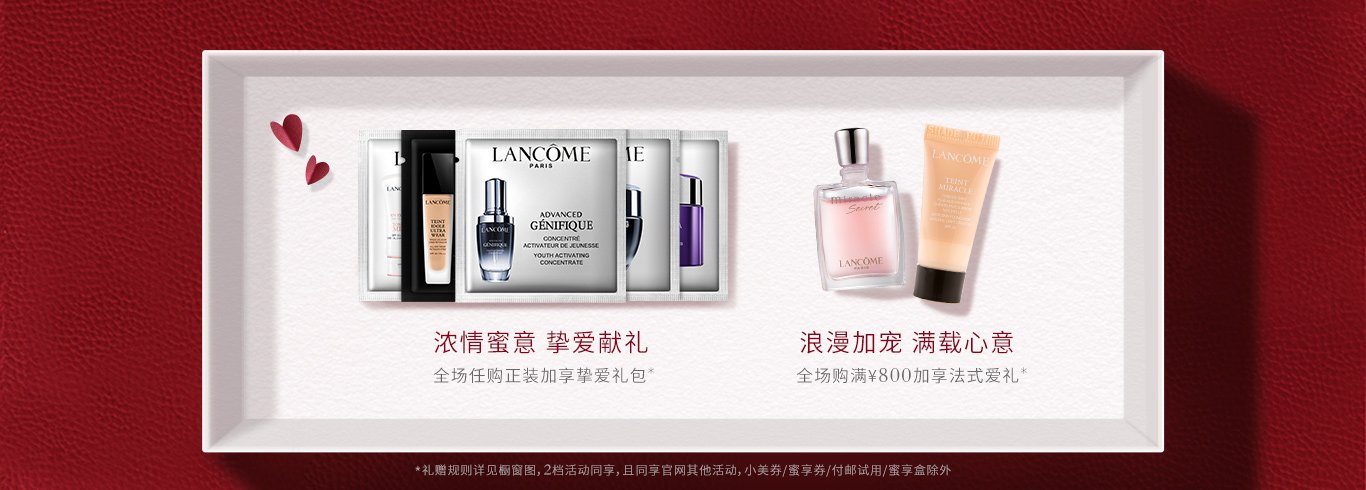 LANCÔME
PARIS
ADVANCED
GÉNIFIQUE
CONCENTRÉ
ACTIVATEUR DE JEUNESSE
YOUTH ACTIVATING
CONCENTRATE
LANCÔME
GÉNIFIQUE
LANCÔME
TEINT
IDOLE
ULTRA
WEAR
miracle
Secret
LANCÔME
PARIS
LANCÔME
TEINT
MIRACLE
浓情蜜意 挚爱献礼
全场任购正装加享挚爱礼包*
浪漫加宠 满载心意
全场购满¥800加享法式爱礼*
*礼赠规则详见橱窗图，2档活动同享，且同享官网其他活动，小美券/蜜享券/付邮试用/蜜享盒除外